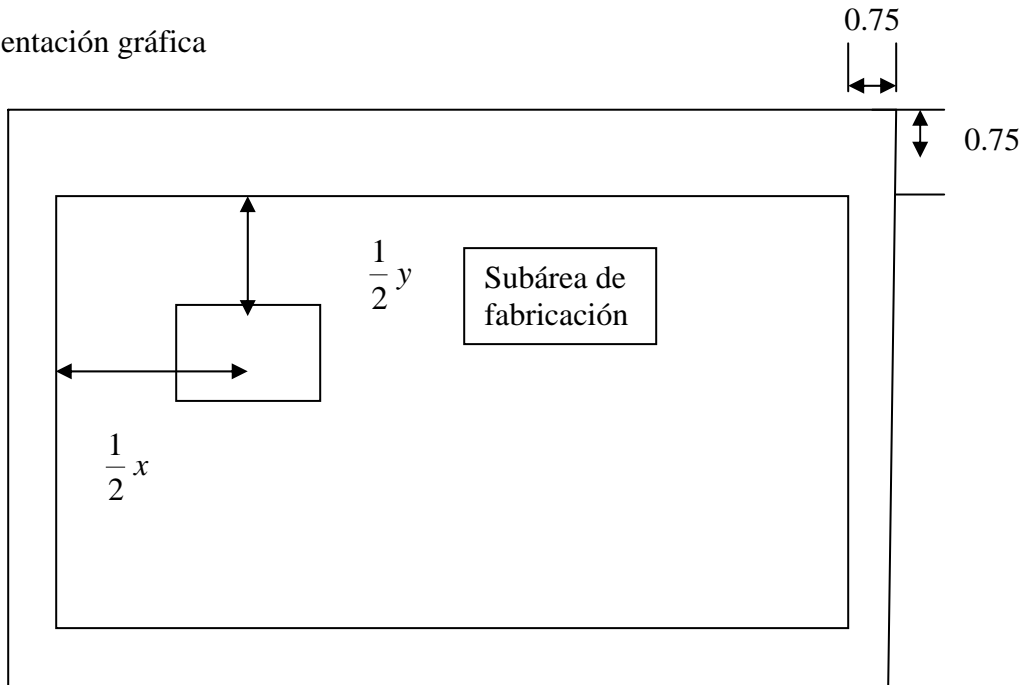 0.75
entación gráfica
0.75
1/2 y
Subárea de
fabricación
1/2 x